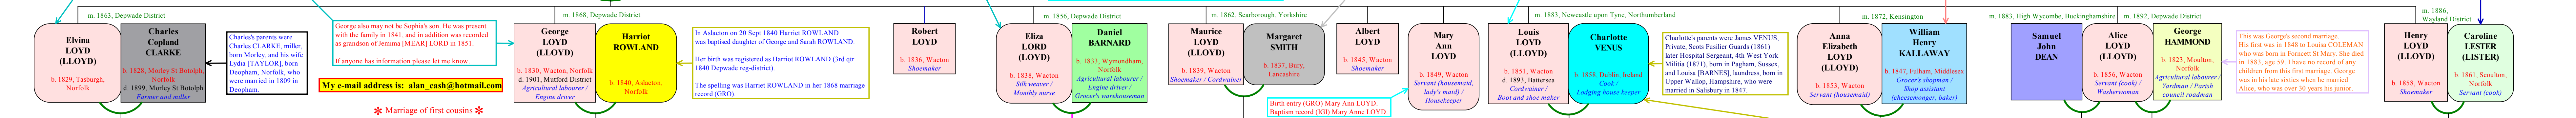 m. 1863, Depwade District
Elvina
LOYD
(LLOYD)
b. 1829, Tasburgh,
Norfolk
Charles
Copland
CLARKE
b. 1828, Morley St Botolph,
Norfolk
d. 1899, Morley St Botolph
Farmer and miller
Charles's parents were
Charles CLARKE, miller,
born Morley, and his wife
Lydia [TAYLOR], born
Deopham, Norfolk, who
were married in 1809 in
Deopham.
George also may not be Sophia's son. He was present
with the family in 1841, and in addition was recorded
as grandson of Jemima [MEAR] LORD in 1851.
If anyone has information please let me know.
My e-mail address is: alan_cash@hotmail.com
* Marriage of first cousins *
m. 1868, Depwade District
George
LOYD
(LLOYD)
b. 1830, Wacton, Norfolk
d. 1901, Mutford District
Agricultural labourer /
Engine driver
Harriot
ROWLAND
b. 1840, Aslacton,
Norfolk
In Aslacton on 20 Sept 1840 Harriet ROWLAND
was baptised daughter of George and Sarah ROWLAND.
Her birth was registered as Harriot ROWLAND (3rd qtr
1840 Depwade reg-district).
The spelling was Harriot ROWLAND in her 1868 marriage
record (GRO).
Robert
LOYD
b. 1836, Wacton
Shoemaker
m. 1856, Depwade District
Eliza
LORD
(LLOYD)
b. 1838, Wacton
Silk weaver /
Monthly nurse
Daniel
BARNARD
b. 1833, Wymondham,
Norfolk
Agricultural labourer /
Engine driver /
Grocer's warehouseman
m. 1862, Scarborough, Yorkshire
Maurice
LOYD
(LLOYD)
b. 1839, Wacton
Shoemaker / Cordwainer
Margaret
SMITH
b. 1837, Bury,
Lancashire
Albert
LOYD
b. 1845, Wacton
Shoemaker
Birth entry (GRO) Mary Ann LOYD.
Baptism record (IGI) Mary Anne LOYD.
Mary
Ann
LOYD
b. 1849, Wacton
Servant (housemaid,
lady's maid) /
Housekeeper
m. 1883, Newcastle upon Tyne, Northumberland
Louis
LOYD
(LLOYD)
b. 1851, Wacton
d. 1893, Battersea
Cordwainer /
Boot and shoe maker
Charlotte
VENUS
b. 1858, Dublin, Ireland
Cook /
Lodging house keeper
Charlotte's parents were James VENUS,
Private, Scots Fusilier Guards (1861)
later Hospital Sergeant, 4th West York
Militia (1871), born in Pagham, Sussex,
and Louisa [BARNES], laundress, born in
Upper Wallop, Hampshire, who were
married in Salisbury in 1847.
m. 1872, Kensington
Anna
Elizabeth
LOYD
(LLOYD)
b. 1853, Wacton
Servant (housemaid)
William
Henry
KALLAWAY
b. 1847, Fulham, Middlesex
Grocer's shopman /
Shop assistant
(cheesemonger, baker)
m. 1883, High Wycombe, Buckinghamshire
m. 1892, Depwade District
Samuel
John
DEAN
Alice
LOYD
(LLOYD)
b. 1856, Wacton
Servant (cook) /
Washerwoman
George
HAMMOND
b. 1823, Moulton,
Norfolk
Agricultural labourer /
Yardman / Parish
council roadman
This was George's second marriage.
His first was in 1848 to Louisa COLEMAN
who was born in Forncett St Mary. She died
in 1883, age 59. I have no record of any
children from this first marriage. George
was in his late sixties when he married
Alice, who was over 30 years his junior.
m. 1886,
Wayland District
Henry
LOYD
(LLOYD)
b. 1858, Wacton
Shoemaker
Caroline
LESTER
(LISTER)
b. 1861, Scoulton,
Norfolk
Servant (cook)